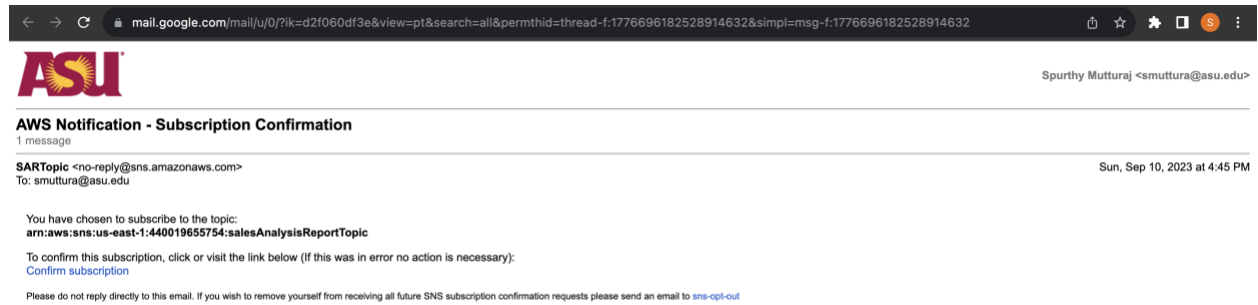 mail.google.com/mail/u/0/?ik=d2f060df3e&view=pt&search=all&permthid=thread-f:1776696182528914632&simpl=msg-f:1776696182528914632
S
ASU
Spurthy Mutturaj <smuttura@asu.edu>
AWS Notification - Subscription Confirmation
1 message
SARTopic <no-reply@sns.amazonaws.com> Sun, Sep 10, 2023 at 4:45 PM
To: smuttura@asu.edu
You have chosen to subscribe to the topic:
arn:aws:sns:us-east-1:440019655754:salesAnalysisReportTopic
To confirm this subscription, click or visit the link below (If this was in error no action is necessary):
Confirm subscription
Please do not reply directly to this email. If you wish to remove yourself from receiving all future SNS subscription confirmation requests please send an email to sns-opt-out